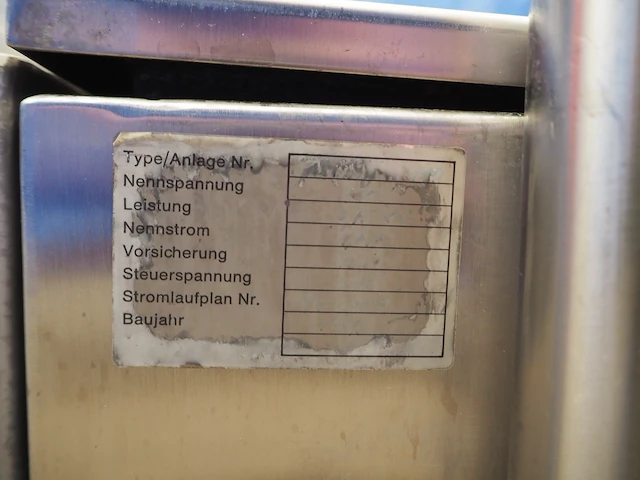 Type/Anlage Nr.
Nennspannung
Leistung
Nennstrom
Vorsicherung
Steuerspannung
Stromlaufplan Nr.
Baujahr